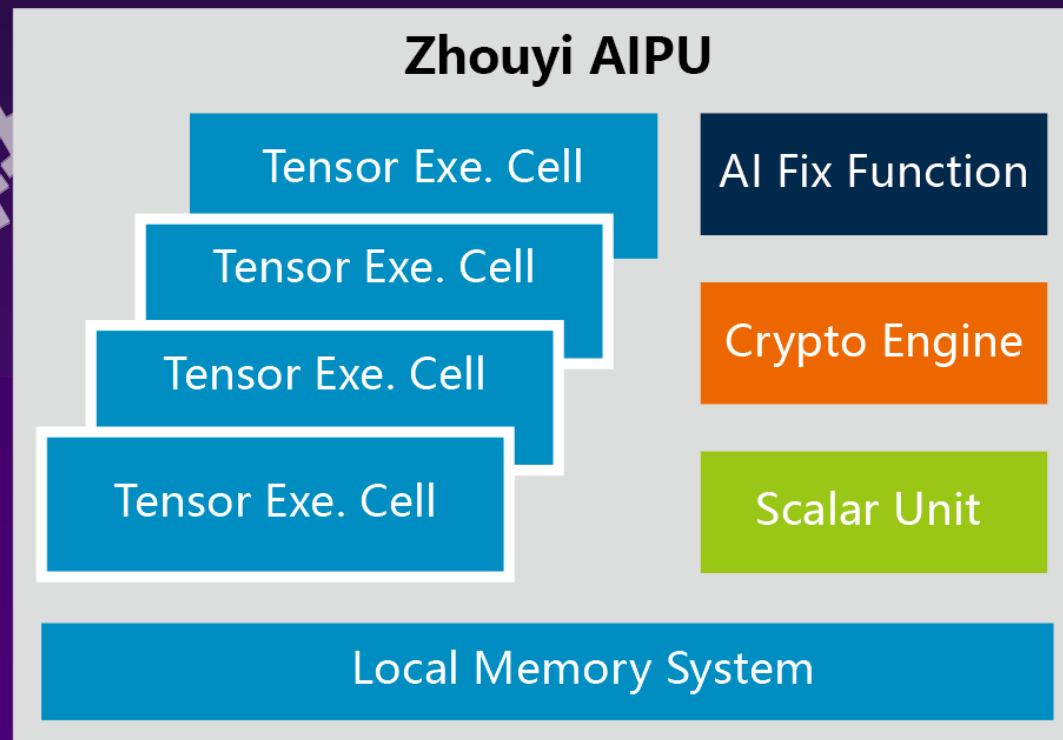 Zhouyi AIPU
Tensor Exe. Cell
AI Fix Function
Tensor Exe. Cell
Crypto Engine
Tensor Exe. Cell
Tensor Exe. Cell
Scalar Unit
Local Memory System